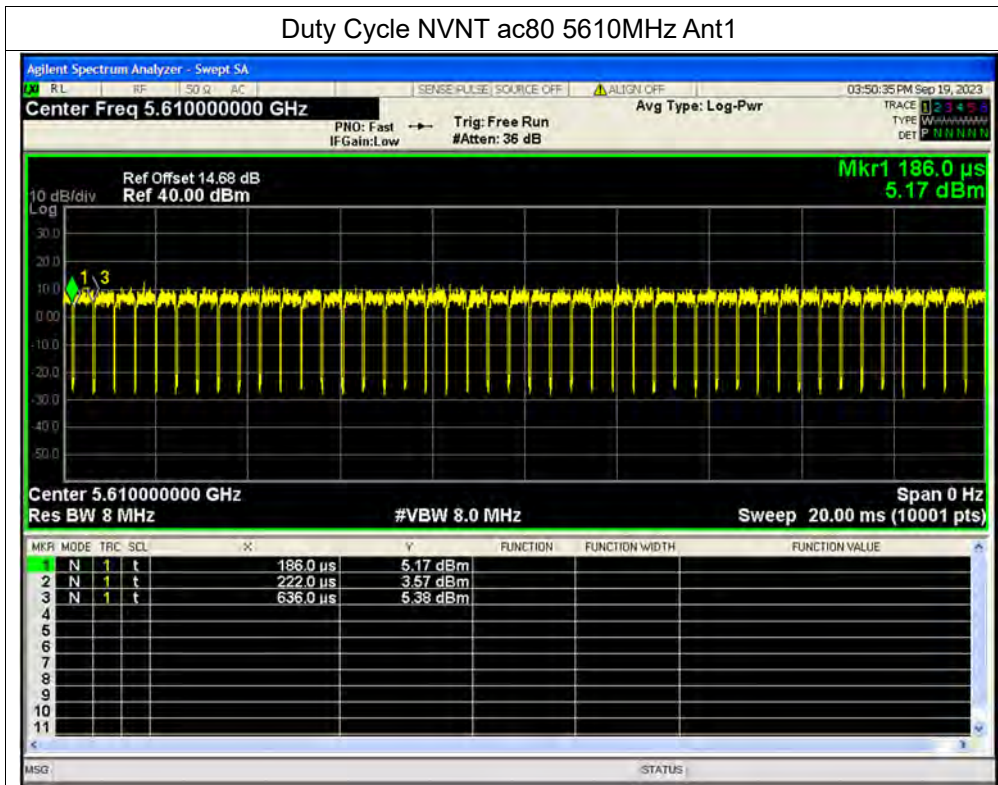 Duty Cycle NVNT ac80 5610MHz Ant1
Agilent Spectrum Analyzer - Swept SA
RL RF 50 Ω AC SENSE:PULSE SOURCE OFF ALIGN OFF 03:50:35 PM Sep 19, 2023
Center Freq 5.610000000 GHz Avg Type: Log-Pwr TRACE 1 2 3 4 5 6
PNO: Fast Trig: Free Run TYPE W
IFGain:Low #Atten: 36 dB DET P N N N N N
Mkr1 186.0 µs
Ref Offset 14.68 dB 5.17 dBm
10 dB/div Ref 40.00 dBm
Log
30.0
20.0
1 3
10.0
0.00
-10.0
-20.0
-30.0
-40.0
-50.0
Center 5.610000000 GHz Span 0 Hz
Res BW 8 MHz #VBW 8.0 MHz Sweep 20.00 ms (10001 pts)
MKR MODE TRC SCL X Y FUNCTION FUNCTION WIDTH FUNCTION VALUE
1 N 1 t 186.0 µs 5.17 dBm
2 N 1 t 222.0 µs 3.57 dBm
3 N 1 t 636.0 µs 5.38 dBm
4
5
6
7
8
9
10
11
MSG STATUS